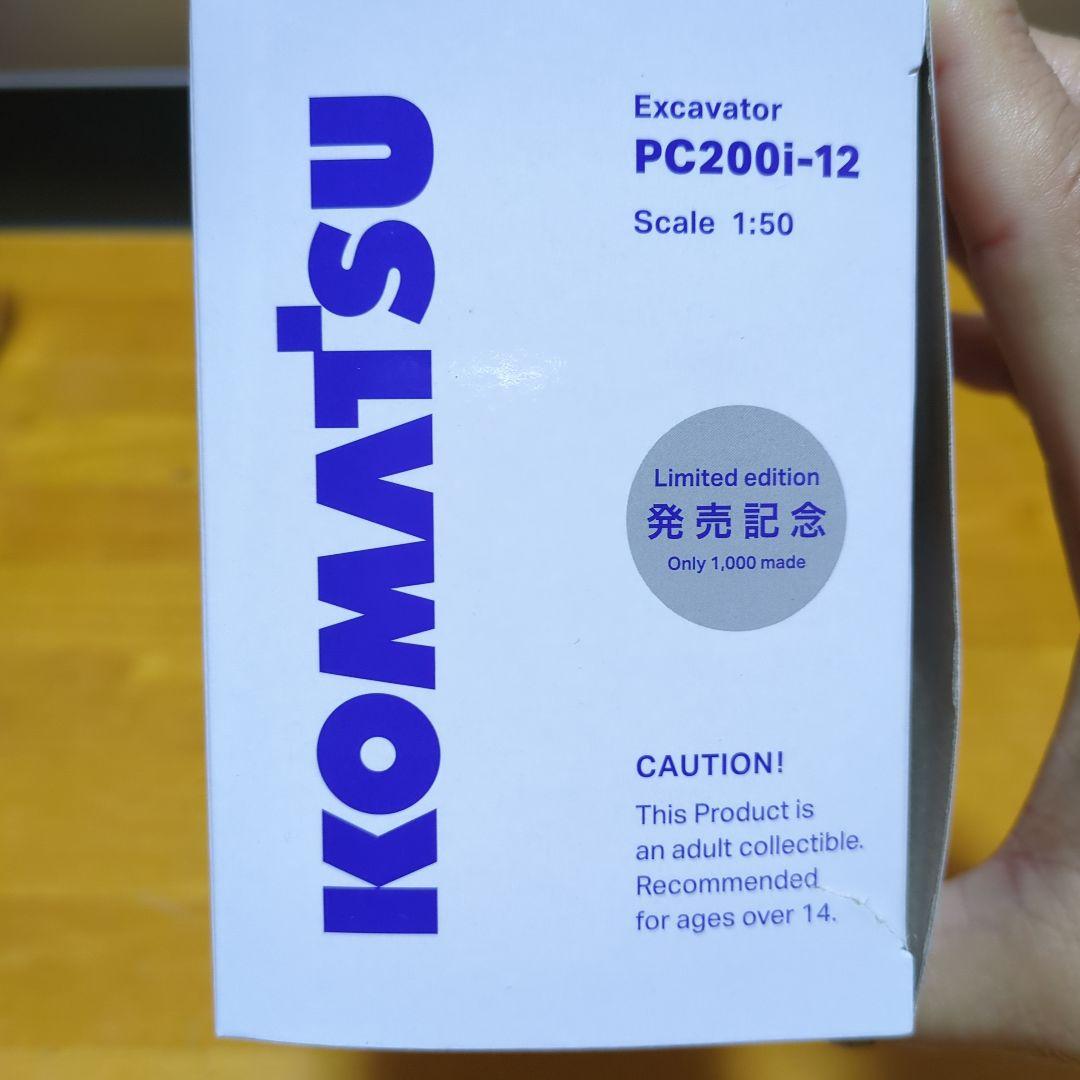 KOMATSU
Excavator
PC200i-12
Scale 1:50
Limited edition
発売記念
Only 1,000 made
CAUTION!
This Product is
an adult collectible.
Recommended
for ages over 14.